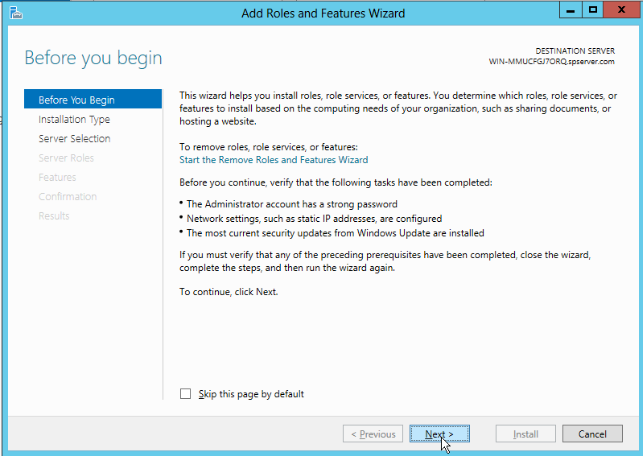 Add Roles and Features Wizard
Before you begin
DESTINATION SERVER
WIN-MMUCFGJ7ORQ.spserver.com
Before You Begin
Installation Type
Server Selection
Server Roles
Features
Confirmation
Results
This wizard helps you install roles, role services, or features. You determine which roles, role services, or
features to install based on the computing needs of your organization, such as sharing documents, or
hosting a website.
To remove roles, role services, or features:
Start the Remove Roles and Features Wizard
Before you continue, verify that the following tasks have been completed:
• The Administrator account has a strong password
• Network settings, such as static IP addresses, are configured
• The most current security updates from Windows Update are installed
If you must verify that any of the preceding prerequisites have been completed, close the wizard,
complete the steps, and then run the wizard again.
To continue, click Next.
Skip this page by default
< Previous
Next >
Install
Cancel